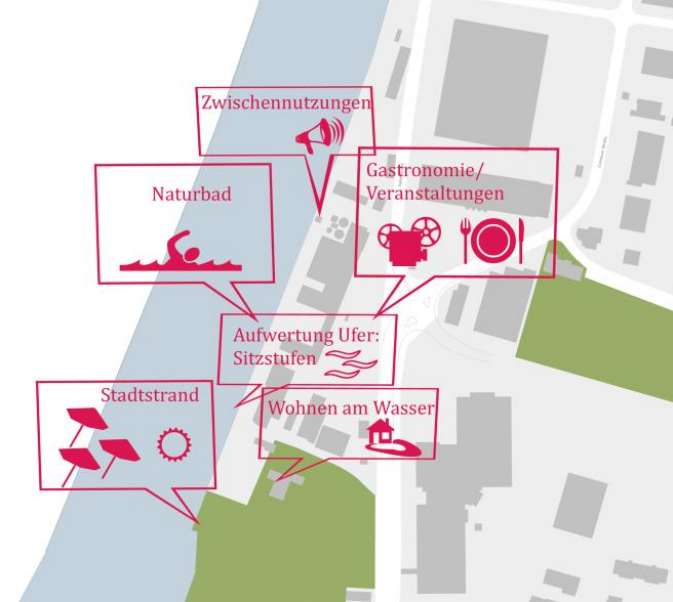 Zwischennutzungen
Gastronomie/
Veranstaltungen
Naturbad
Aufwertung Ufer:
Sitzstufen
Stadtstrand
Wohnen am Wasser